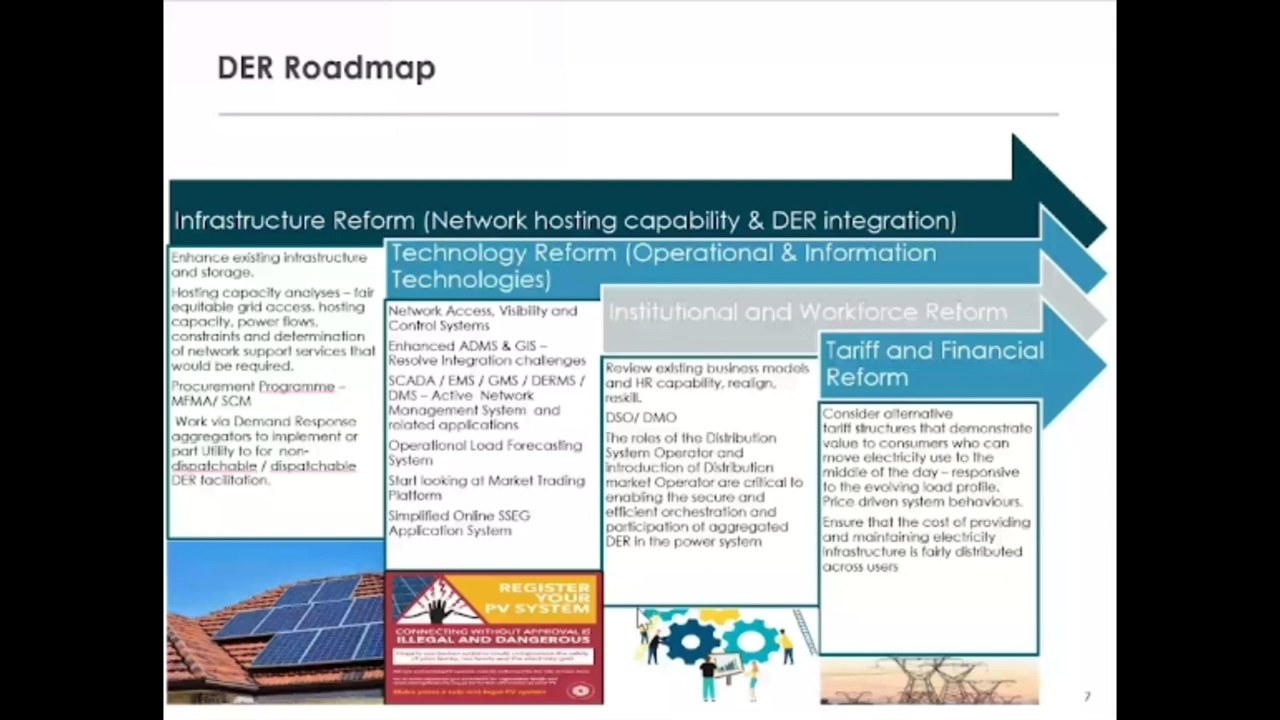 DER Roadmap
Infrastructure Reform (Network hosting capability & DER integration)
Enhance existing infrastructure
and storage.
Hosting capacity analyses – fair
equitable grid access, hosting
capacity, power flows,
constraints and determination
of network support services that
would be required.
Procurement Programme –
MFMA/ SCM
Work via Demand Response
aggregators to implement or
part Utility to for non-
dispatchable / dispatchable
DER facilitation.
Technology Reform (Operational & Information
Technologies)
Network Access, Visibility and
Control Systems
Enhanced ADMS & GIS –
Resolve Integration challenges
SCADA / EMS / GMS / DERMS /
DMS – Active Network
Management System and
related applications
Operational Load Forecasting
System
Start looking at Market Trading
Platform
Simplified Online SSEG
Application System
REGISTER
YOUR
PV SYSTEM
CONNECTING WITHOUT APPROVAL IS
ILLEGAL AND DANGEROUS
Institutional and Workforce Reform
Review existing business models
and HR capability, realign,
reskill.
DSO/ DMO
The roles of the Distribution
System Operator and
introduction of Distribution
market Operator are critical to
enabling the secure and
efficient orchestration and
participation of aggregated
DER in the power system
Tariff and Financial
Reform
Consider alternative
tariff structures that demonstrate
value to consumers who can
move electricity use to the
middle of the day – responsive
to the evolving load profile.
Price driven system behaviours.
Ensure that the cost of providing
and maintaining electricity
infrastructure is fairly distributed
across users
7